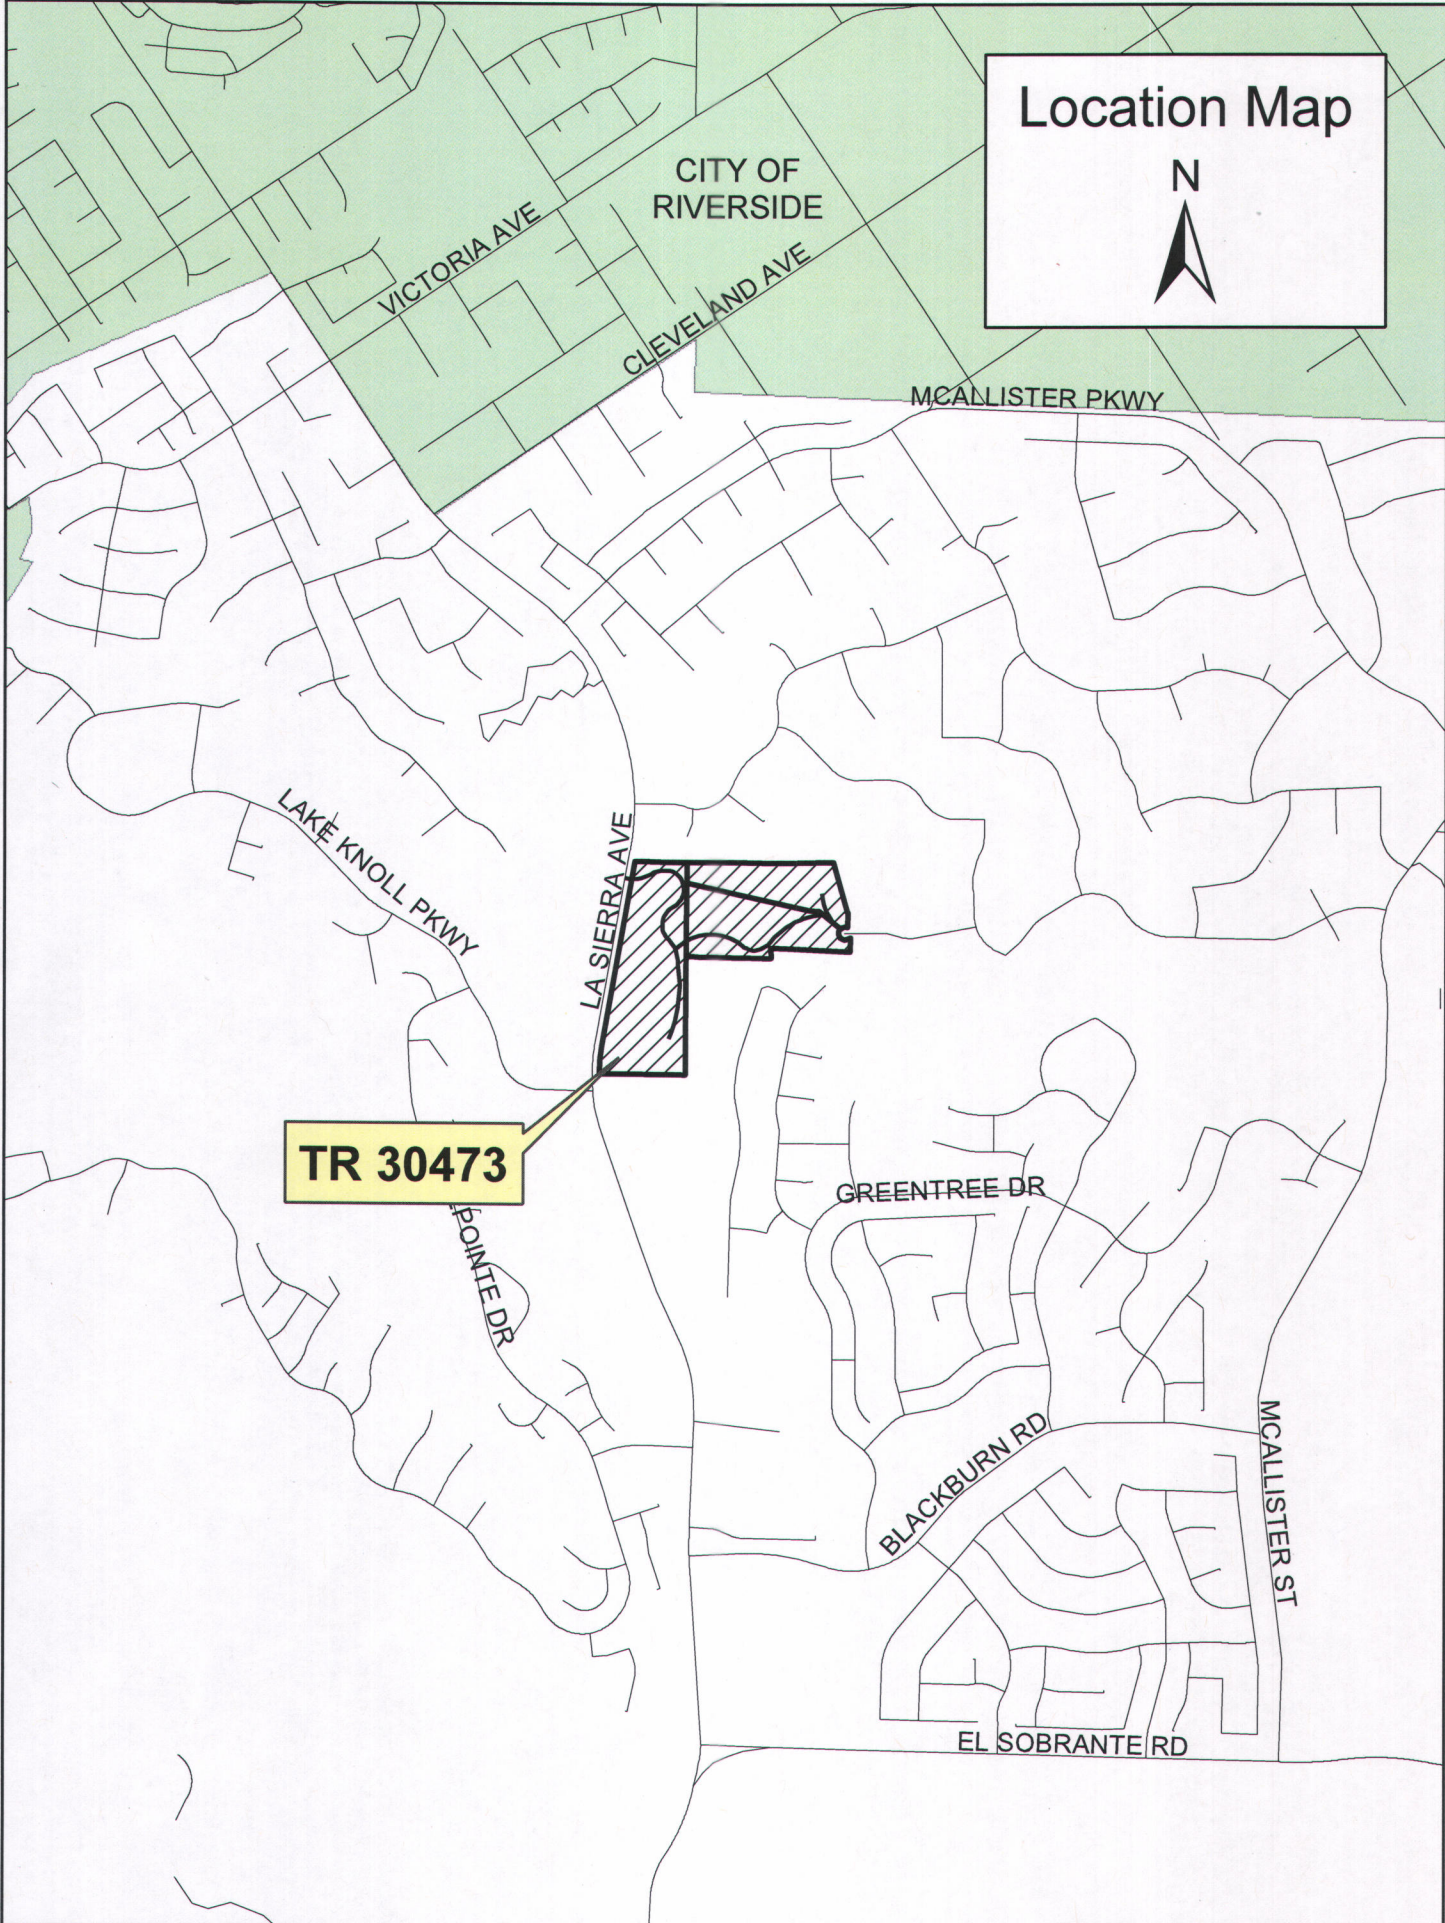 Location Map
N
CITY OF
RIVERSIDE
VICTORIA AVE
CLEVELAND AVE
MCALLISTER PKWY
LAKE KNOLL PKWY
LA SIERRA AVE
TR 30473
POINTE DR
GREENTREE DR
BLACKBURN RD
MCALLISTER ST
EL SOBRANTE RD